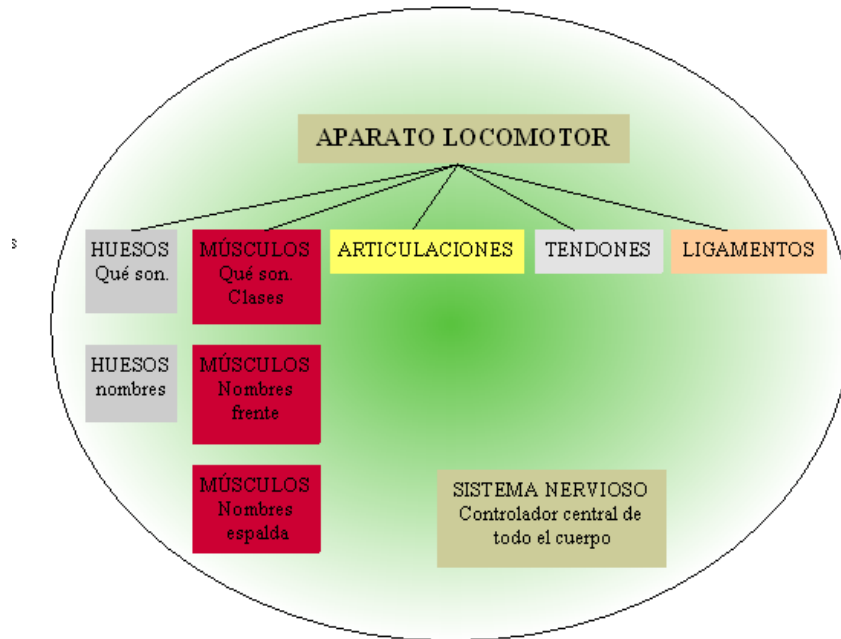 APARATO LOCOMOTOR
s
HUESOS
Qué son.
MÚSCULOS
Qué son.
Clases
ARTICULACIONES
TENDONES
LIGAMENTOS
HUESOS
nombres
MÚSCULOS
Nombres
frente
MÚSCULOS
Nombres
espalda
SISTEMA NERVIOSO
Controlador central de
todo el cuerpo